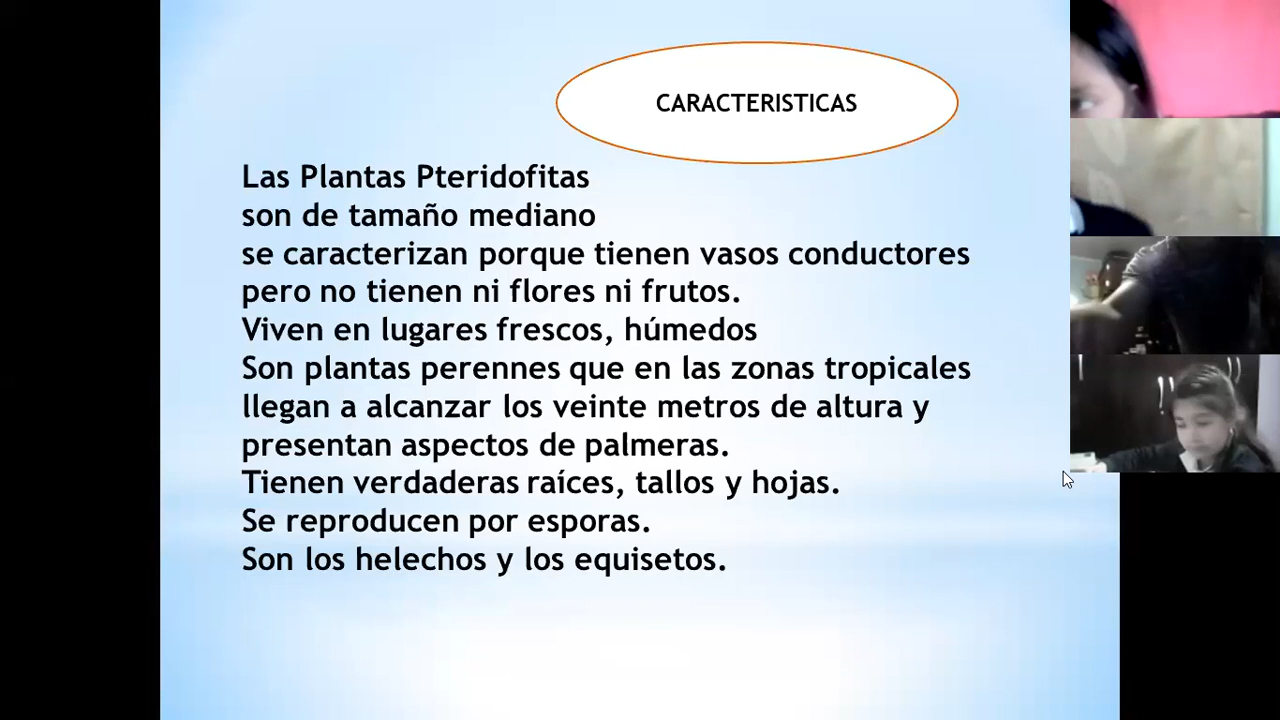 CARACTERISTICAS
Las Plantas Pteridofitas
son de tamaño mediano
se caracterizan porque tienen vasos conductores
pero no tienen ni flores ni frutos.
Viven en lugares frescos, húmedos
Son plantas perennes que en las zonas tropicales
llegan a alcanzar los veinte metros de altura y
presentan aspectos de palmeras.
Tienen verdaderas raíces, tallos y hojas.
Se reproducen por esporas.
Son los helechos y los equisetos.